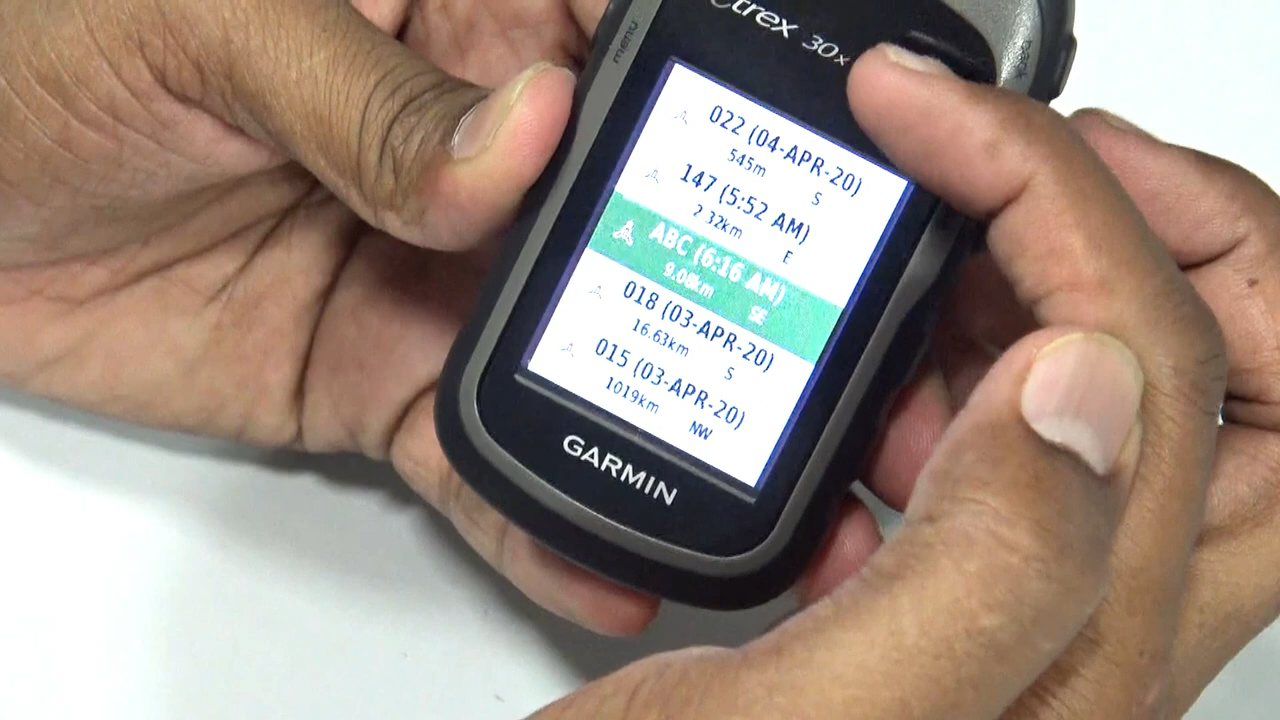 etrex 30x
menu
back
022 (04-APR-20)
545m S
147 (5:52 AM)
2.32km E
ABC (6:16 AM)
9.08km SE
018 (03-APR-20)
16.63km S
015 (03-APR-20)
1019km NW
GARMIN